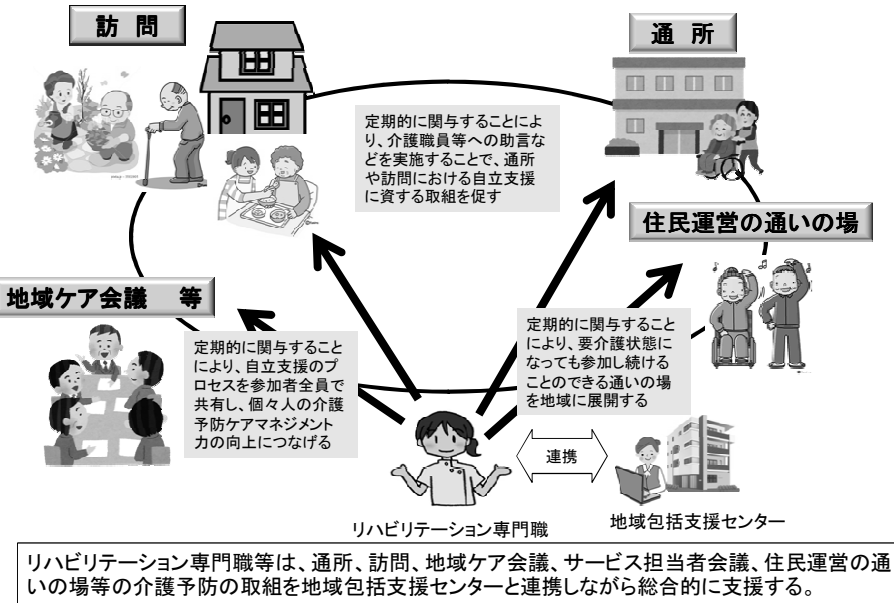 訪 問
通 所
定期的に関与することによ
り、介護職員等への助言な
どを実施することで、通所
や訪問における自立支援
に資する取組を促す
住民運営の通いの場
地域ケア会議 等
定期的に関与すること
により、自立支援のプ
ロセスを参加者全員で
共有し、個々人の介護
予防ケアマネジメント
力の向上につなげる
定期的に関与すること
により、要介護状態に
なっても参加し続ける
ことのできる通いの場
を地域に展開する
連携
リハビリテーション専門職
地域包括支援センター
リハビリテーション専門職等は、通所、訪問、地域ケア会議、サービス担当者会議、住民運営の通
いの場等の介護予防の取組を地域包括支援センターと連携しながら総合的に支援する。